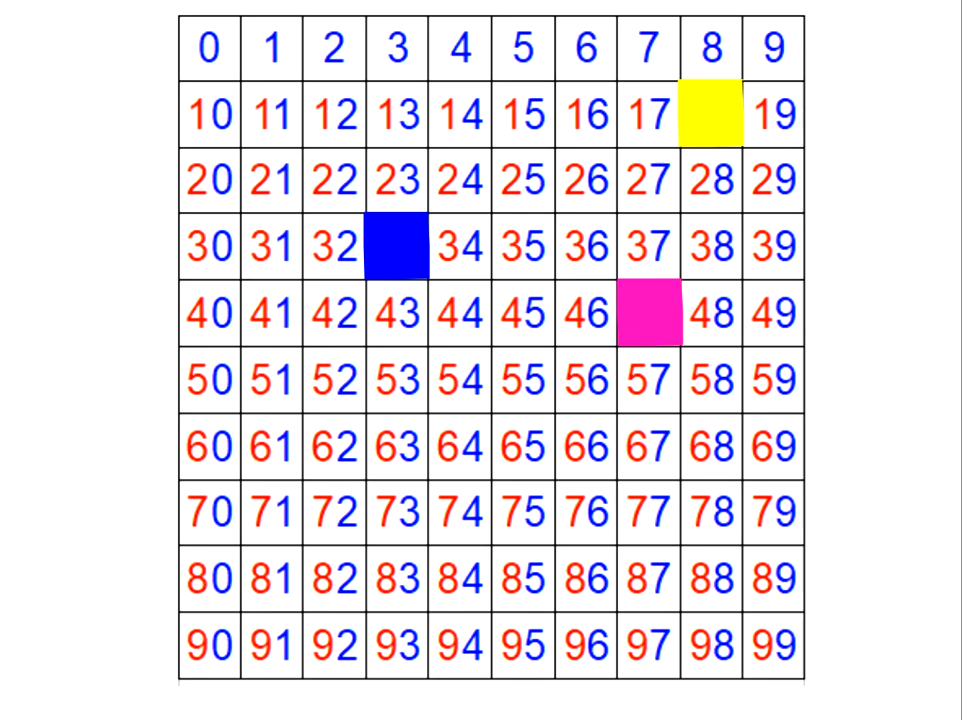 0 1 2 3 4 5 6 7 8 9
10 11 12 13 14 15 16 17 19
20 21 22 23 24 25 26 27 28 29
30 31 32 34 35 36 37 38 39
40 41 42 43 44 45 46 48 49
50 51 52 53 54 55 56 57 58 59
60 61 62 63 64 65 66 67 68 69
70 71 72 73 74 75 76 77 78 79
80 81 82 83 84 85 86 87 88 89
90 91 92 93 94 95 96 97 98 99